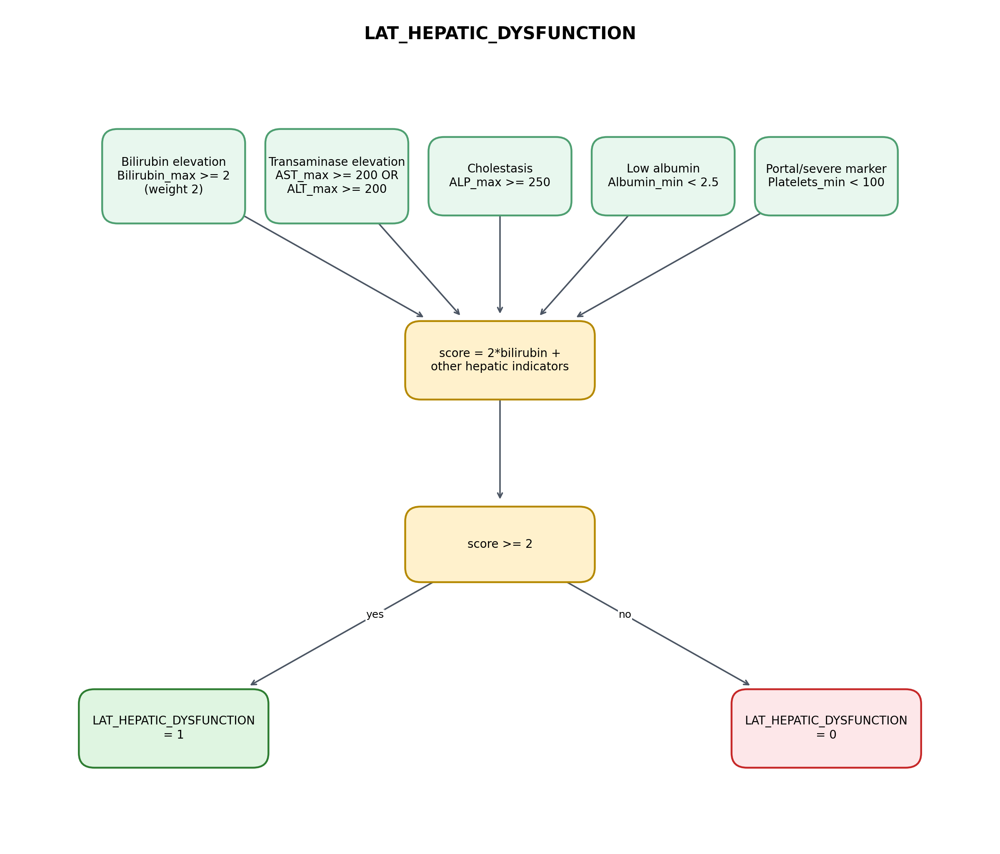 LAT_HEPATIC_DYSFUNCTION
Bilirubin elevation
Bilirubin_max >= 2
(weight 2)
Transaminase elevation
AST_max >= 200 OR
ALT_max >= 200
Cholestasis
ALP_max >= 250
Low albumin
Albumin_min < 2.5
Portal/severe marker
Platelets_min < 100
score = 2*bilirubin +
other hepatic indicators
score >= 2
yes
no
LAT_HEPATIC_DYSFUNCTION
= 1
LAT_HEPATIC_DYSFUNCTION
= 0